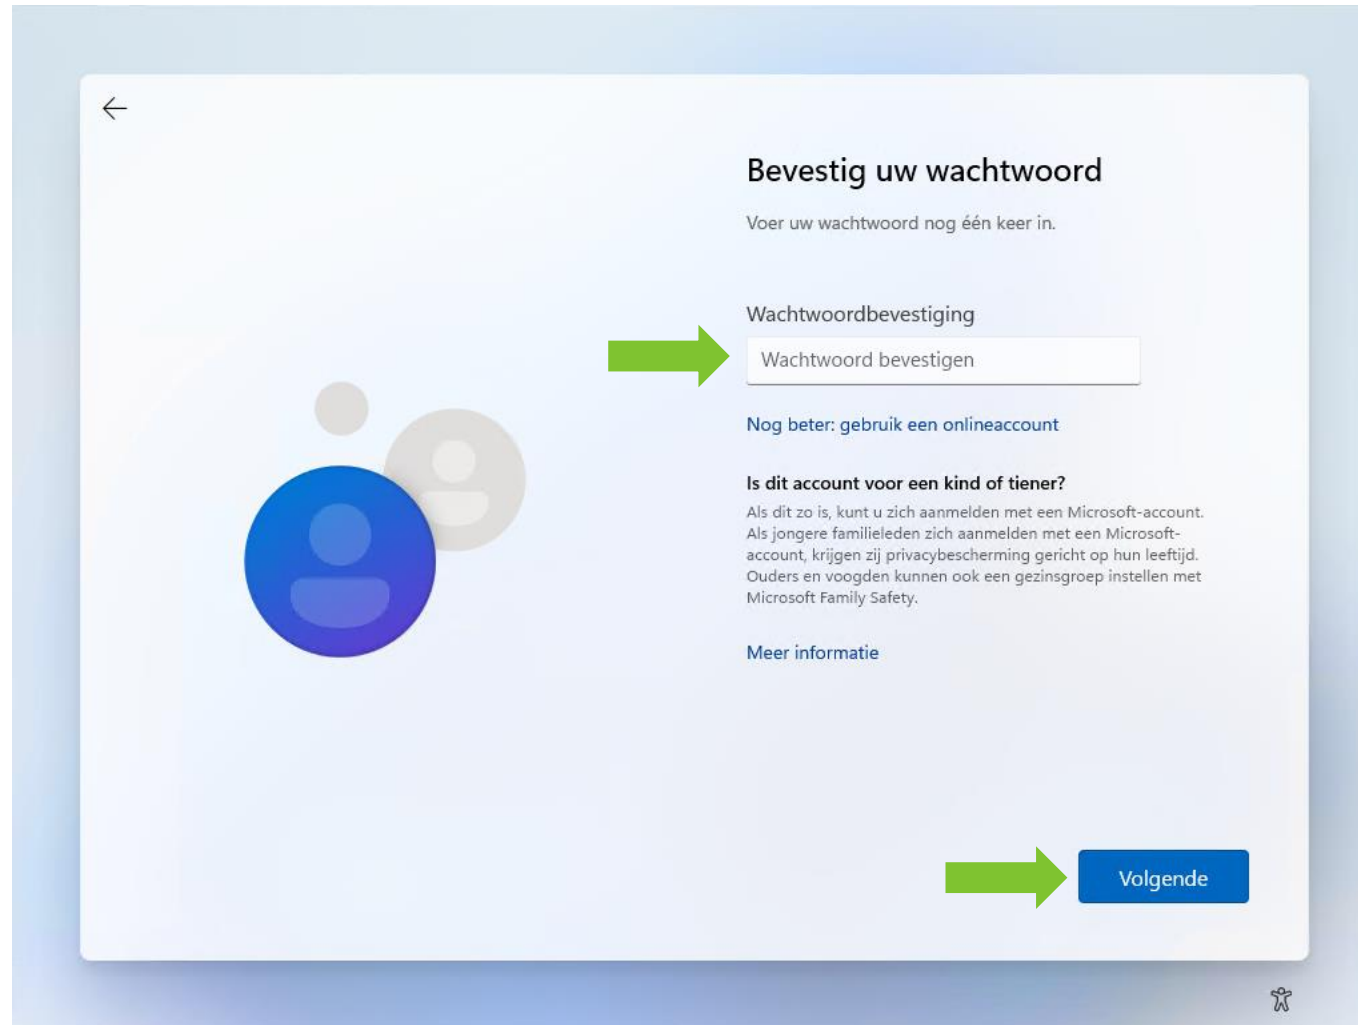 Bevestig uw wachtwoord
Voer uw wachtwoord nog één keer in.
Wachtwoordbevestiging
Wachtwoord bevestigen
Nog beter: gebruik een onlineaccount
Is dit account voor een kind of tiener?
Als dit zo is, kunt u zich aanmelden met een Microsoft-account.
Als jongere familieleden zich aanmelden met een Microsoft-
account, krijgen zij privacybescherming gericht op hun leeftijd.
Ouders en voogden kunnen ook een gezinsgroep instellen met
Microsoft Family Safety.
Meer informatie
Volgende